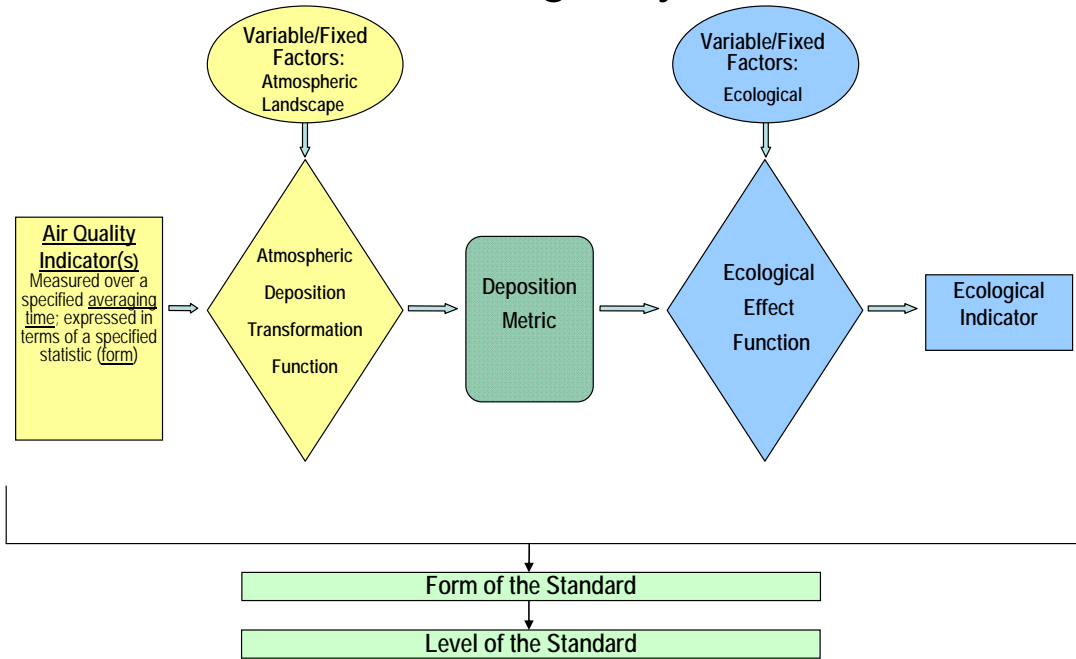 Variable/Fixed
Factors:
Atmospheric
Landscape
Variable/Fixed
Factors:
Ecological
Air Quality
Indicator(s)
Measured over a
specified averaging
time; expressed in
terms of a specified
statistic (form)
Atmospheric
Deposition
Transformation
Function
Deposition
Metric
Ecological
Effect
Function
Ecological
Indicator
Form of the Standard
Level of the Standard